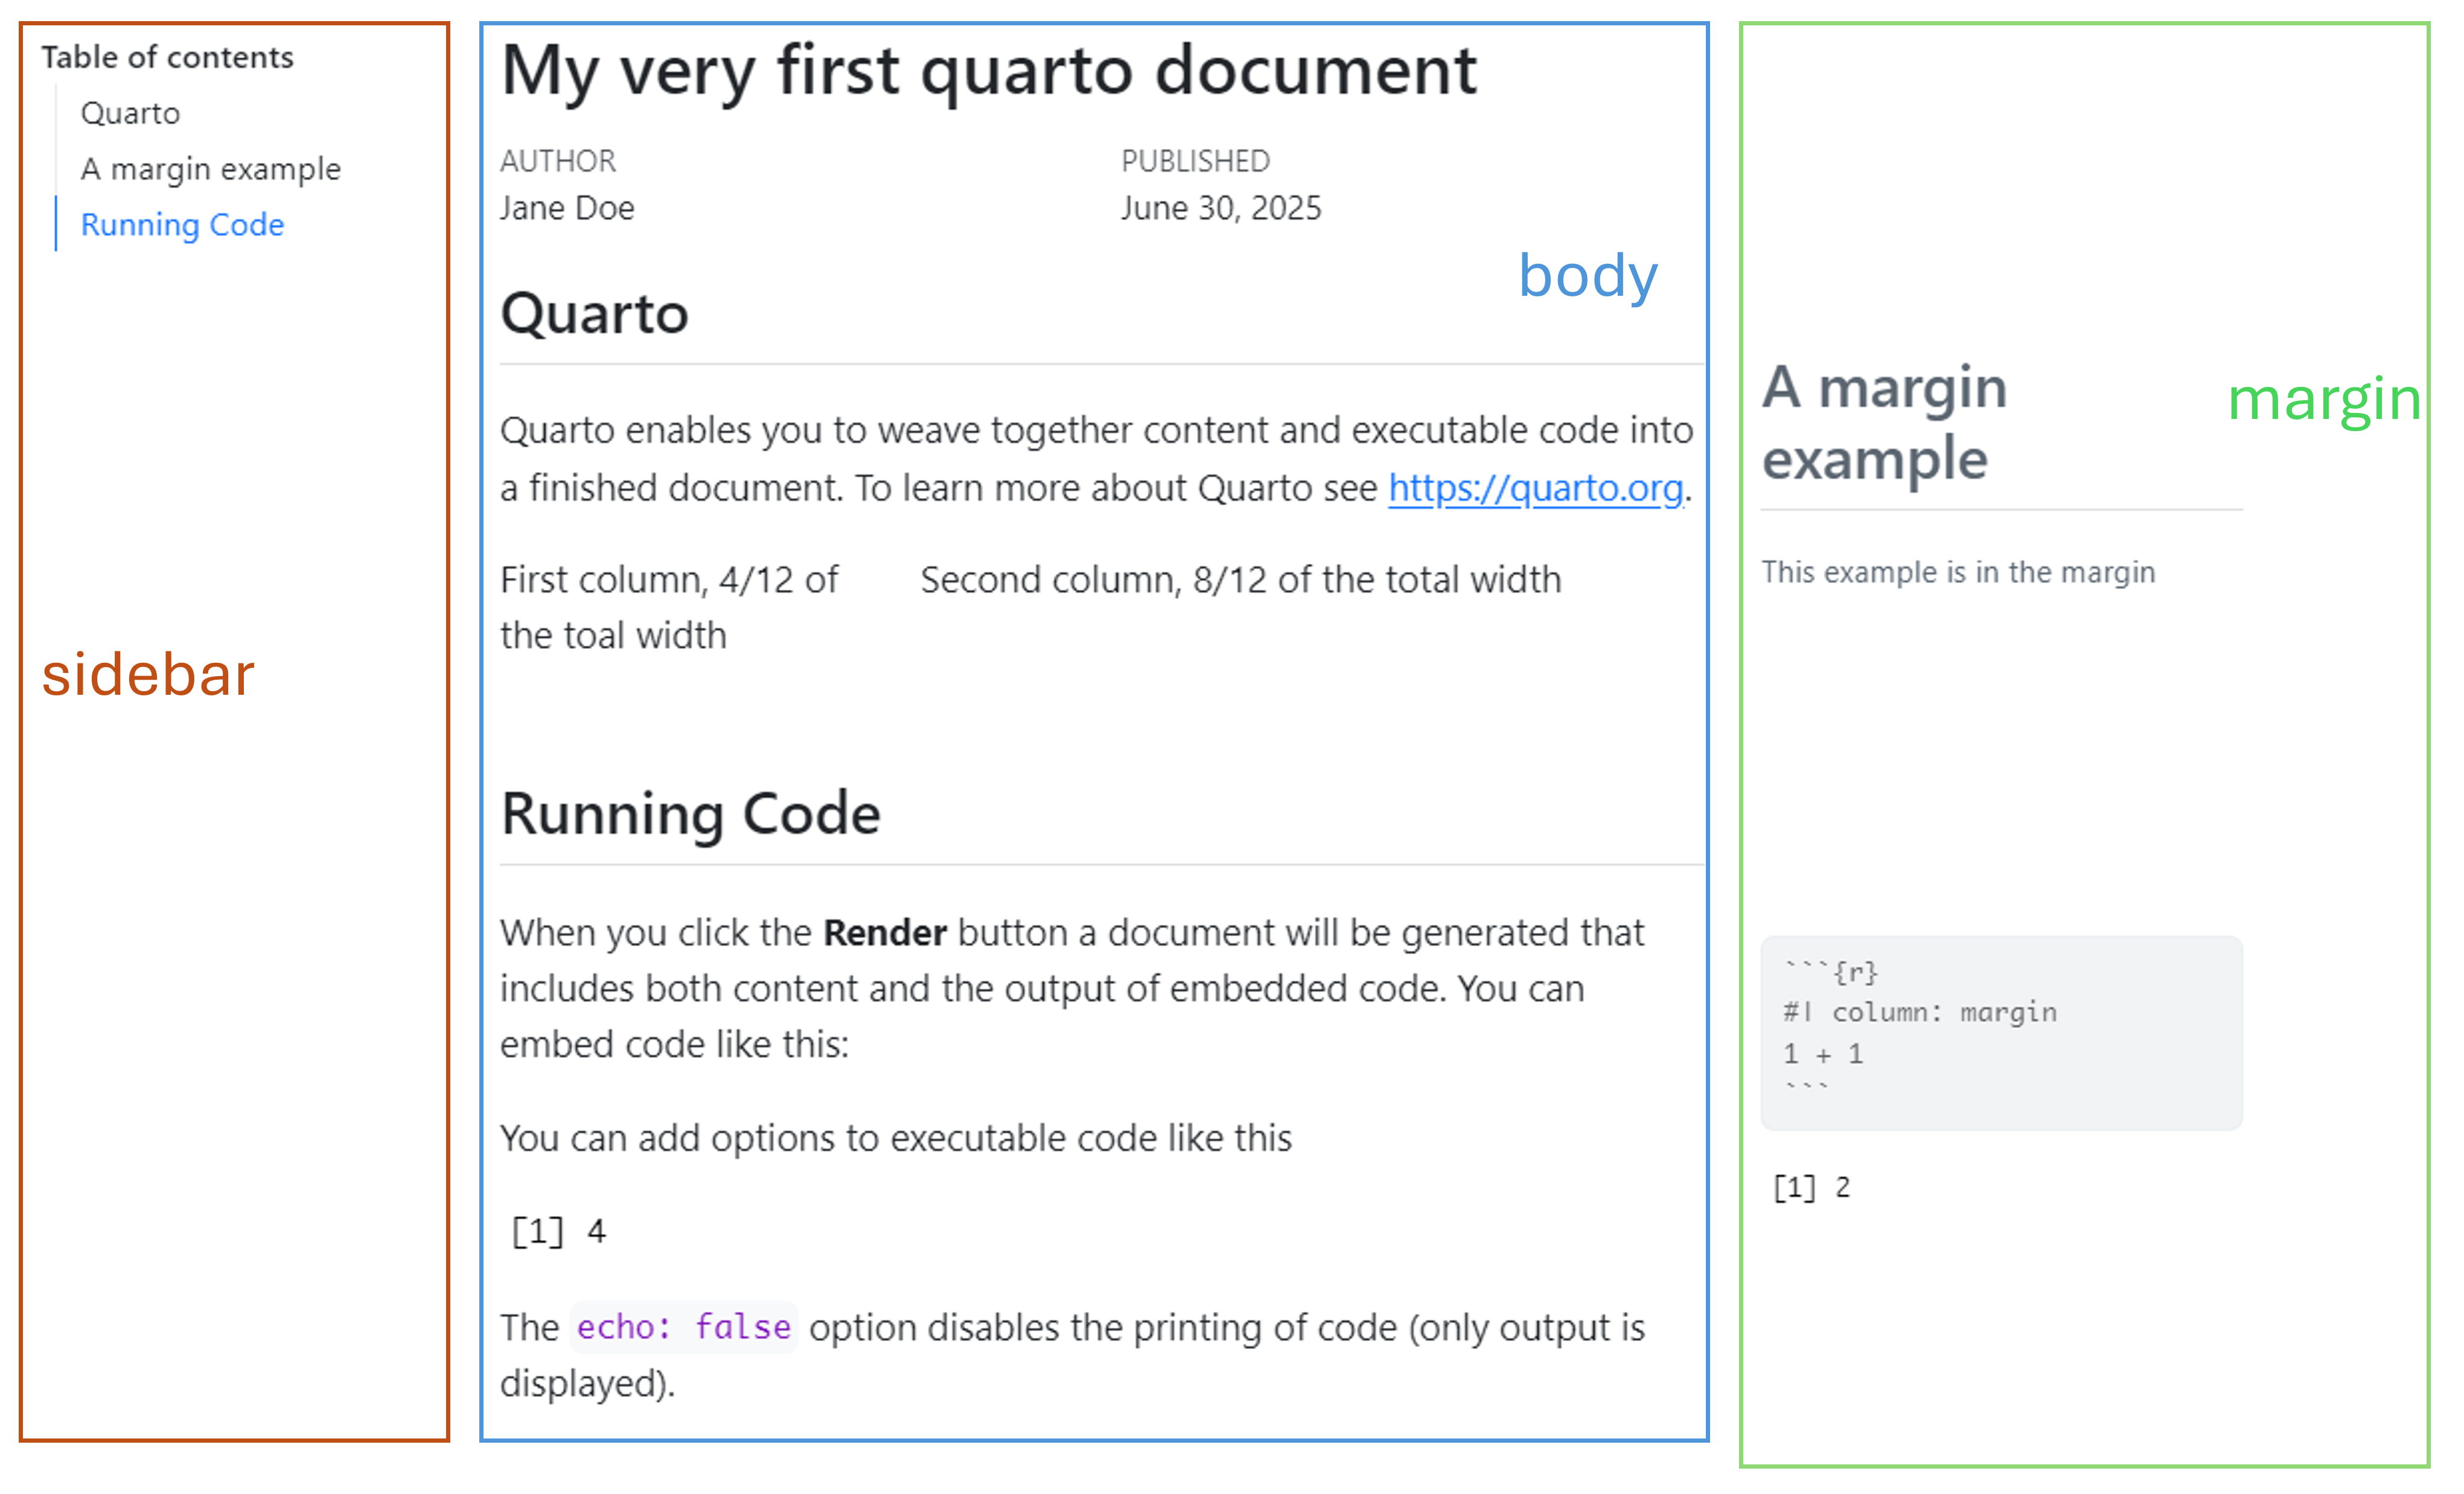 Table of contents
Quarto
A margin example
Running Code
sidebar
My very first quarto document
AUTHOR
Jane Doe
PUBLISHED
June 30, 2025
body
Quarto
Quarto enables you to weave together content and executable code into
a finished document. To learn more about Quarto see https://quarto.org.
First column, 4/12 of
the toal width
Second column, 8/12 of the total width
Running Code
When you click the Render button a document will be generated that
includes both content and the output of embedded code. You can
embed code like this:
You can add options to executable code like this
[1] 4
The echo: false option disables the printing of code (only output is
displayed).
A margin
example
margin
This example is in the margin
```{r}
#| column: margin
1 + 1
```
[1] 2